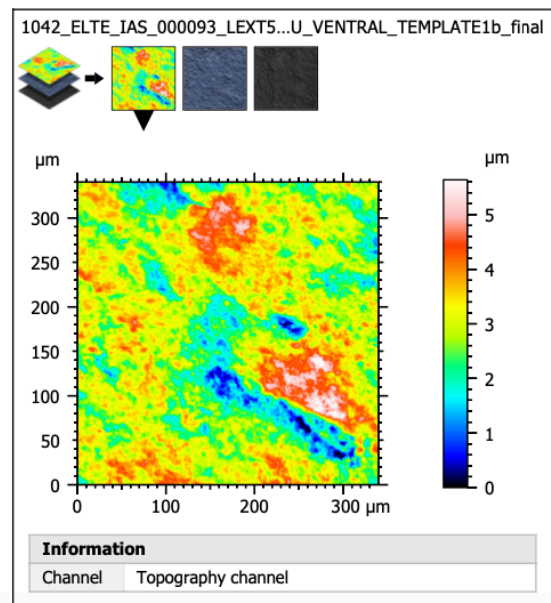 1042_ELTE_IAS_000093_LEXT5...U_VENTRAL_TEMPLATE1b_final
µm
µm
300
250
200
150
100
50
0
0
100
200
300 µm
5
4
3
2
1
0
Information
Channel Topography channel